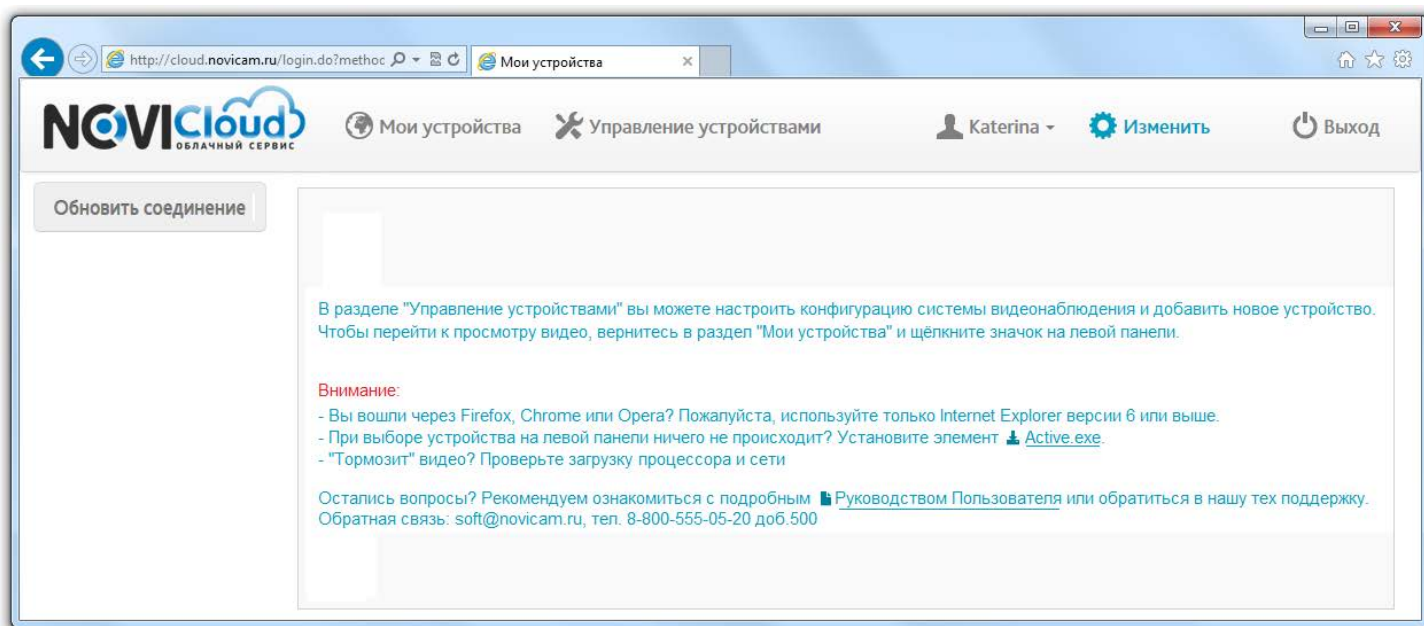 http://cloud.novicam.ru/login.do?methoc
Мои устройства
NOVICloud
ОБЛАЧНЫЙ СЕРВИС
Мои устройства
Управление устройствами
Katerina
Изменить
Выход
Обновить соединение
В разделе "Управление устройствами" вы можете настроить конфигурацию системы видеонаблюдения и добавить новое устройство.
Чтобы перейти к просмотру видео, вернитесь в раздел "Мои устройства" и щёлкните значок на левой панели.
Внимание:
- Вы вошли через Firefox, Chrome или Opera? Пожалуйста, используйте только Internet Explorer версии 6 или выше.
- При выборе устройства на левой панели ничего не происходит? Установите элемент Active.exe.
- "Тормозит" видео? Проверьте загрузку процессора и сети
Остались вопросы? Рекомендуем ознакомиться с подробным Руководством Пользователя или обратиться в нашу тех поддержку.
Обратная связь: soft@novicam.ru, тел. 8-800-555-05-20 доб.500